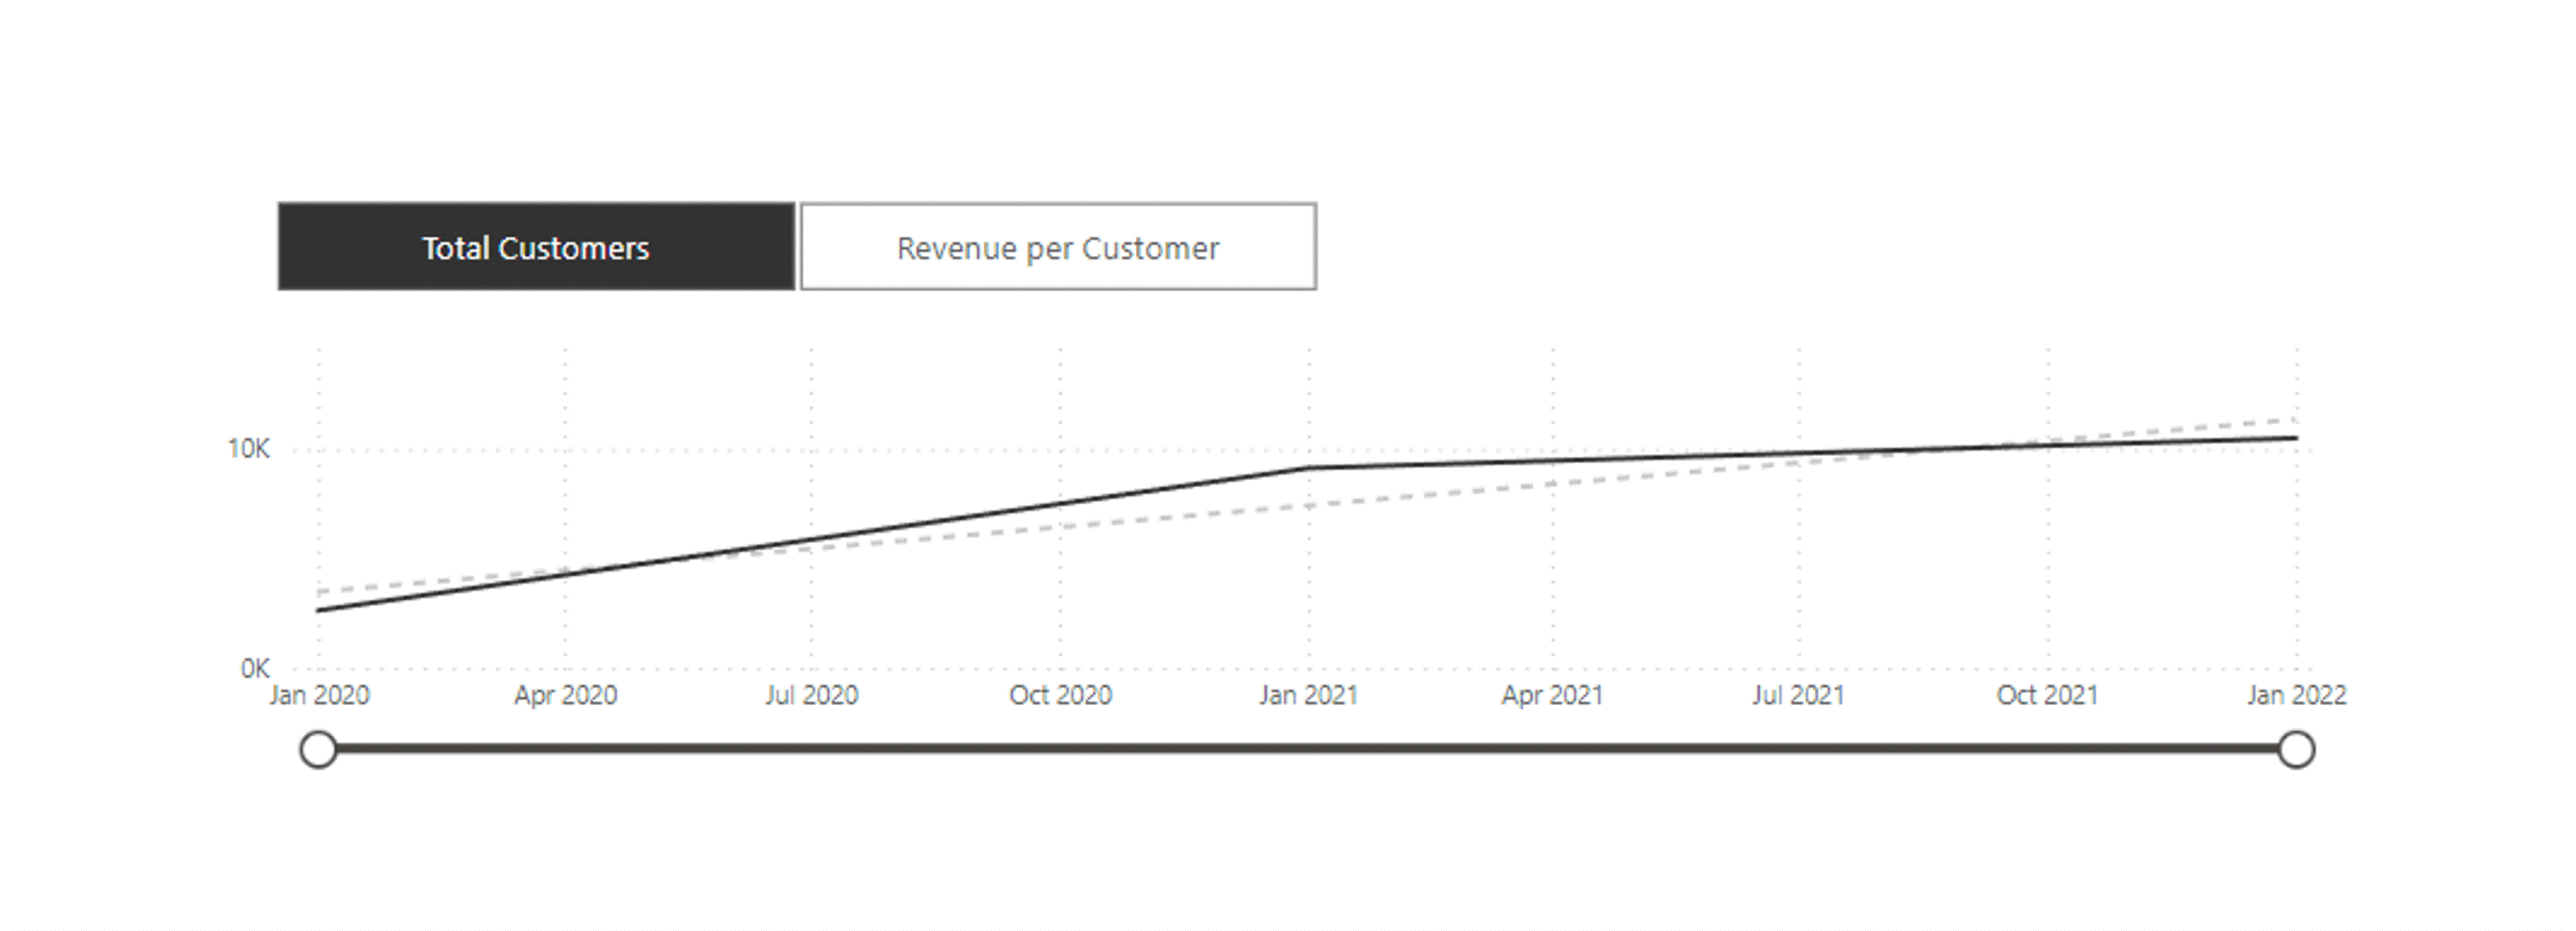 Total Customers
Revenue per Customer
10K
0K
Jan 2020 Apr 2020 Jul 2020 Oct 2020 Jan 2021 Apr 2021 Jul 2021 Oct 2021 Jan 2022